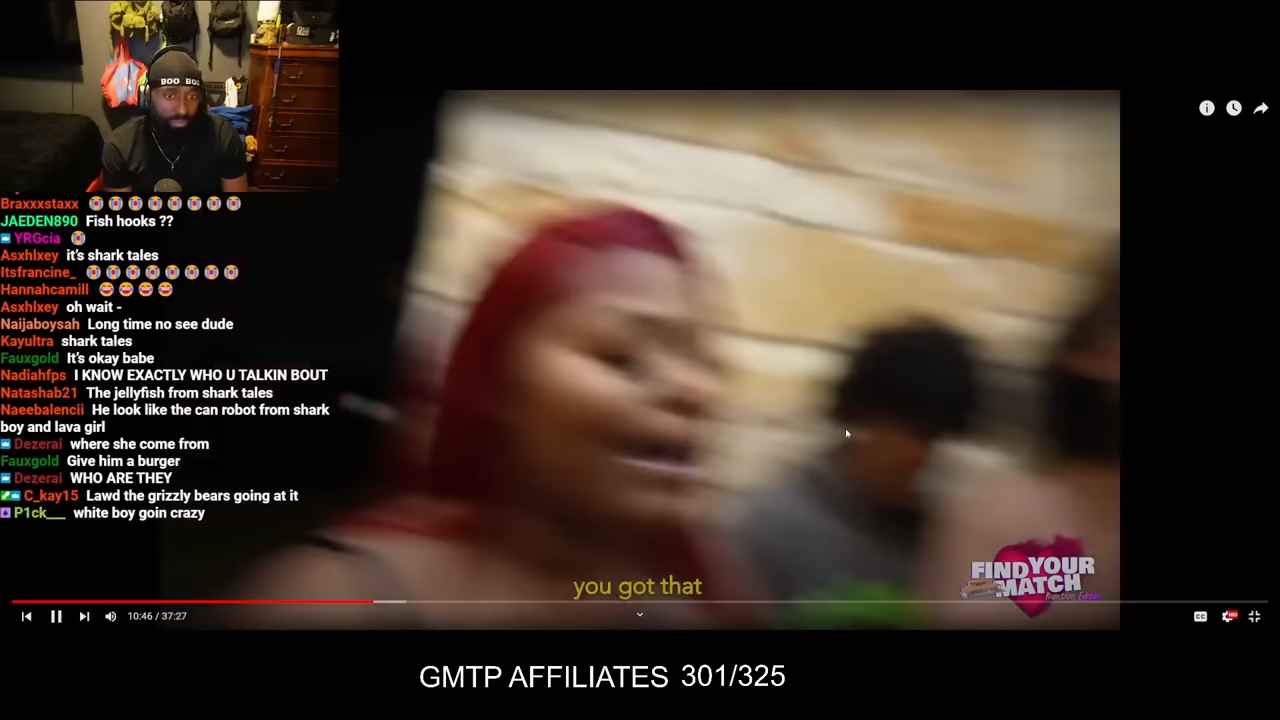 BOO BOO
Braxxxstaxx 😭😭😭😭😭😭😭😭
JAEDEN890 Fish hooks ??
YRGcia 😭
Asxhlxey it's shark tales
Itsfrancine_ 😭😭😭😭😭😭😭😭
Hannahcamill 😂😂😂😂
Asxhlxey oh wait -
Naijaboysah Long time no see dude
Kayultra shark tales
Fauxgold It's okay babe
Nadiahfps I KNOW EXACTLY WHO U TALKIN BOUT
Natashab21 The jellyfish from shark tales
Naeebalencii He look like the can robot from shark
boy and lava girl
Dezerai where she come from
Fauxgold Give him a burger
Dezerai WHO ARE THEY
C_kay15 Lawd the grizzly bears going at it
P1ck___ white boy goin crazy
you got that
FIND YOUR
MATCH
Mansion Edition
10:46 / 37:27
CC
HD
GMTP AFFILIATES 301/325